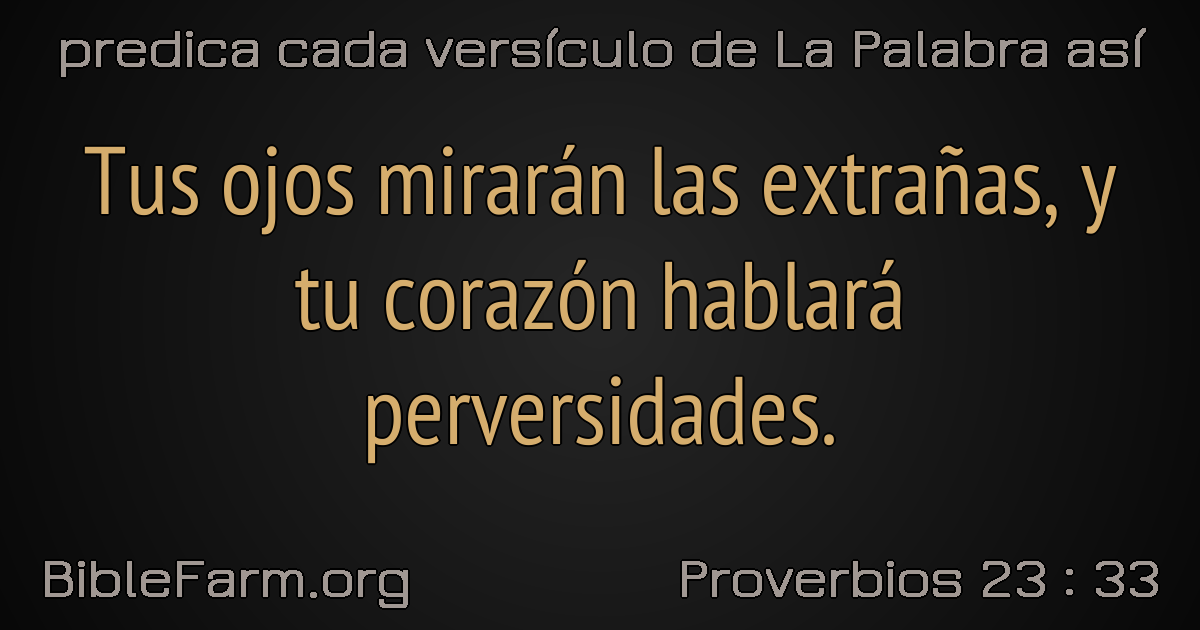 predica cada versículo de La Palabra así
Tus ojos mirarán las extrañas, y
tu corazón hablará
perversidades.
BibleFarm.org
Proverbios 23 : 33